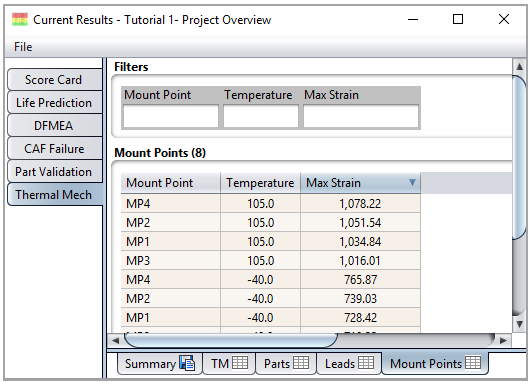 Current Results - Tutorial 1- Project Overview
File
Score Card
Life Prediction
DFMEA
CAF Failure
Part Validation
Thermal Mech
Filters
Mount Point Temperature Max Strain
Mount Points (8)
Mount Point Temperature Max Strain
MP4 105.0 1,078.22
MP2 105.0 1,051.54
MP1 105.0 1,034.84
MP3 105.0 1,016.01
MP4 -40.0 765.87
MP2 -40.0 739.03
MP1 -40.0 728.42
Summary TM Parts Leads Mount Points